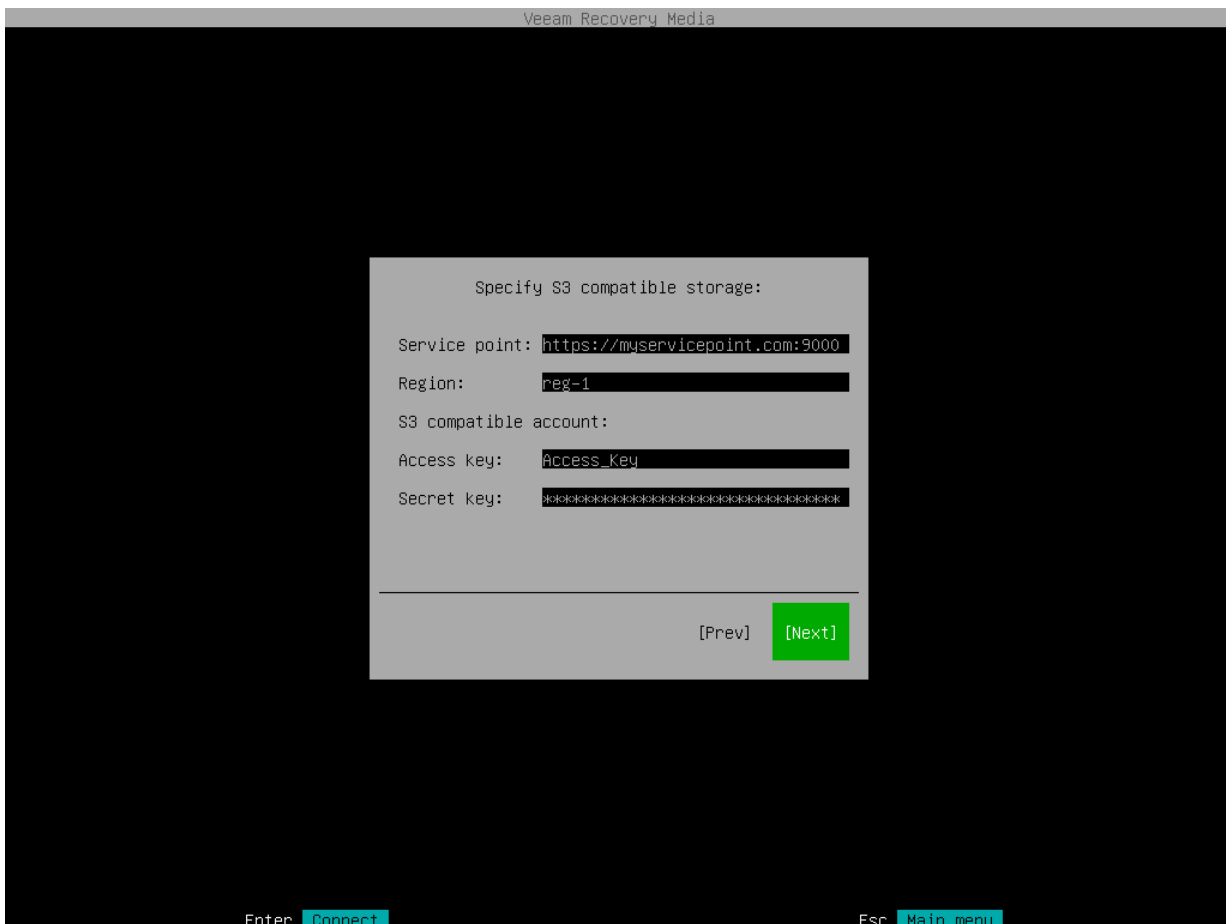 Veeam Recovery Media
Specify S3 compatible storage:
Service point: https://myservicepoint.com:9000
Region: reg-1
S3 compatible account:
Access key: Access_Key
Secret key: *******************************
[Prev] [Next]
Enter Connect Esc Main menu